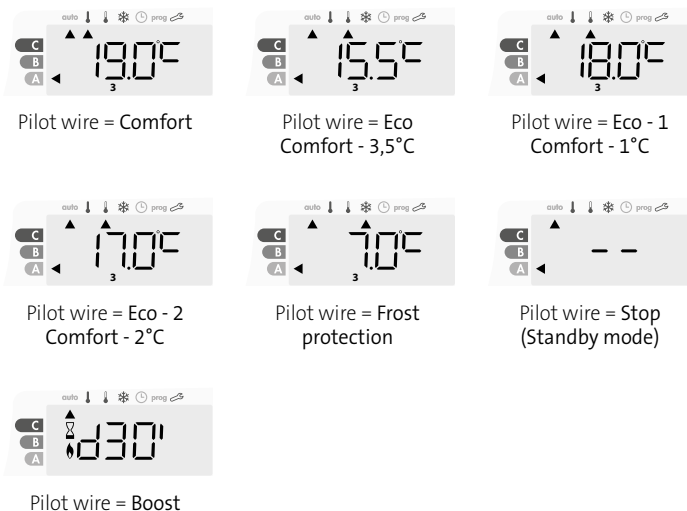 auto prog auto prog auto prog
C 19.0°C C 15.5°C C 18.0°C
B B B
A A A
3 3 3
Pilot wire = Comfort Pilot wire = Eco Pilot wire = Eco - 1
Comfort - 3,5°C Comfort - 1°C
auto prog auto prog auto prog
C 17.0°C C 7.0°C C
B B B - -
A A A
3 3
Pilot wire = Eco - 2 Pilot wire = Frost Pilot wire = Stop
Comfort - 2°C protection (Standby mode)
auto prog
C
B d30'
A
Pilot wire = Boost